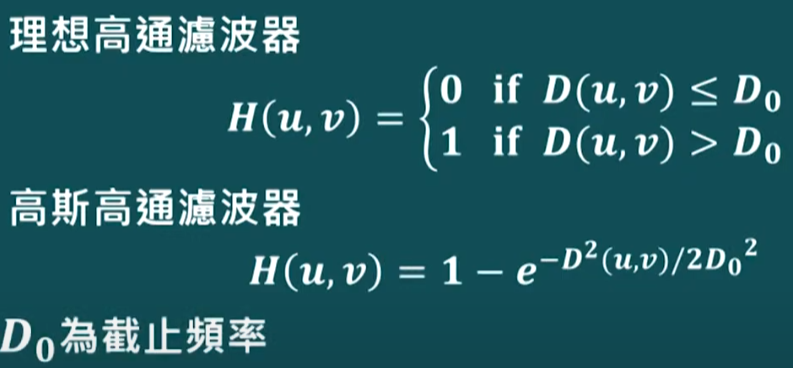 理想高通濾波器
H(u, v) = {0 if D(u, v) ≤ D₀
1 if D(u, v) > D₀
高斯高通濾波器
H(u, v) = 1 − e^{−D²(u,v)/2D₀²}
D₀為截止頻率